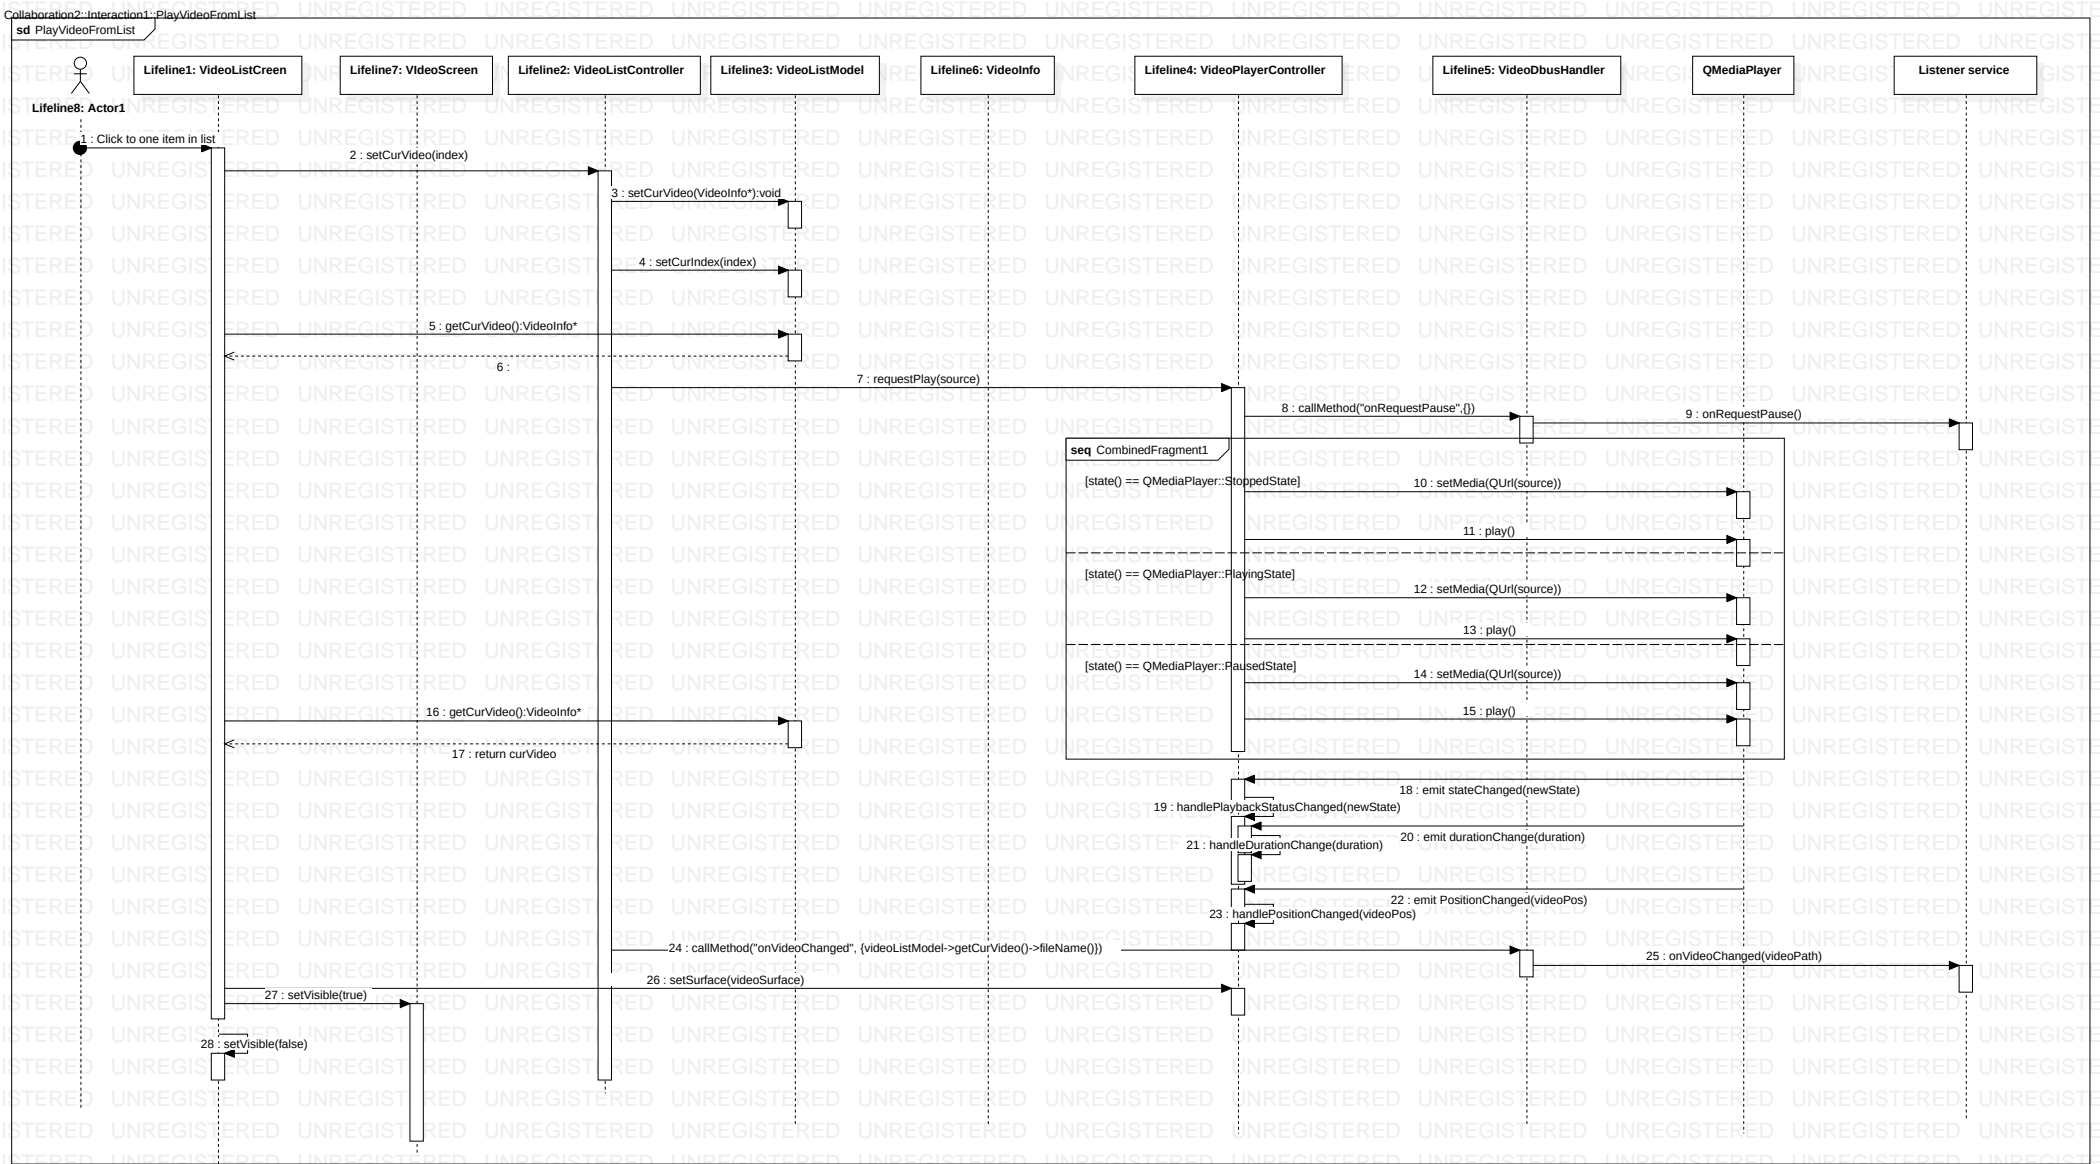 Collaboration2::Interaction1::PlayVideoFromList
sd PlayVideoFromList
Lifeline8: Actor1
Lifeline1: VideoListCreen
Lifeline7: VIdeoScreen
Lifeline2: VideoListController
Lifeline3: VideoListModel
Lifeline6: VideoInfo
Lifeline4: VideoPlayerController
Lifeline5: VideoDbusHandler
QMediaPlayer
Listener service
1 : Click to one item in list
2 : setCurVideo(index)
3 : setCurVideo(VideoInfo*):void
4 : setCurIndex(index)
5 : getCurVideo():VideoInfo*
6 :
7 : requestPlay(source)
8 : callMethod("onRequestPause",{})
9 : onRequestPause()
seq CombinedFragment1
[state() == QMediaPlayer::StoppedState]
10 : setMedia(QUrl(source))
11 : play()
[state() == QMediaPlayer::PlayingState]
12 : setMedia(QUrl(source))
13 : play()
[state() == QMediaPlayer::PausedState]
14 : setMedia(QUrl(source))
15 : play()
16 : getCurVideo():VideoInfo*
17 : return curVideo
18 : emit stateChanged(newState)
19 : handlePlaybackStatusChanged(newState)
20 : emit durationChange(duration)
21 : handleDurationChange(duration)
22 : emit PositionChanged(videoPos)
23 : handlePositionChanged(videoPos)
24 : callMethod("onVideoChanged", {videoListModel->getCurVideo()->fileName()})
25 : onVideoChanged(videoPath)
26 : setSurface(videoSurface)
27 : setVisible(true)
28 : setVisible(false)
UNREGISTERED